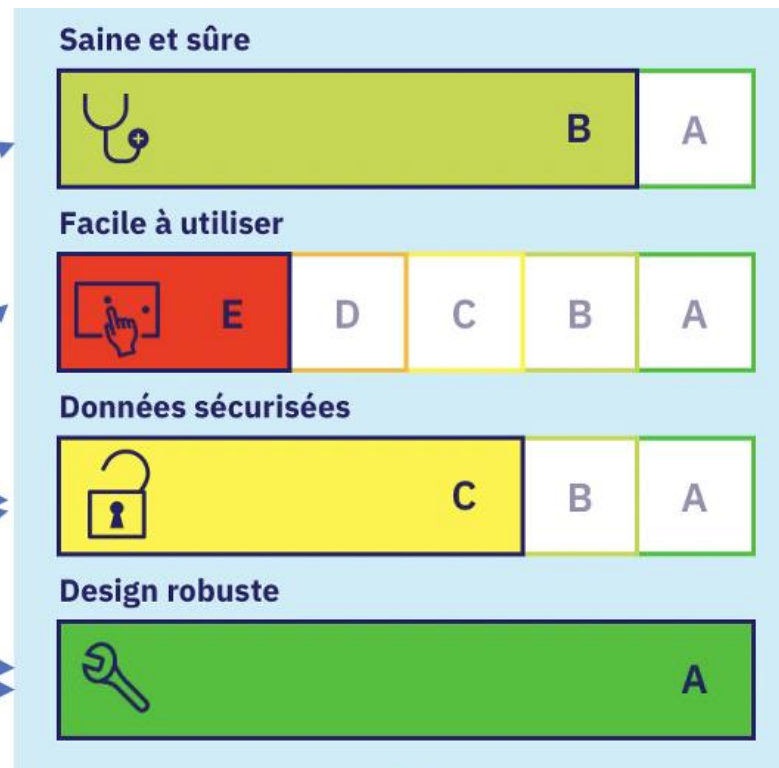 Saine et sûre
B A
Facile à utiliser
E D C B A
Données sécurisées
C B A
Design robuste
A